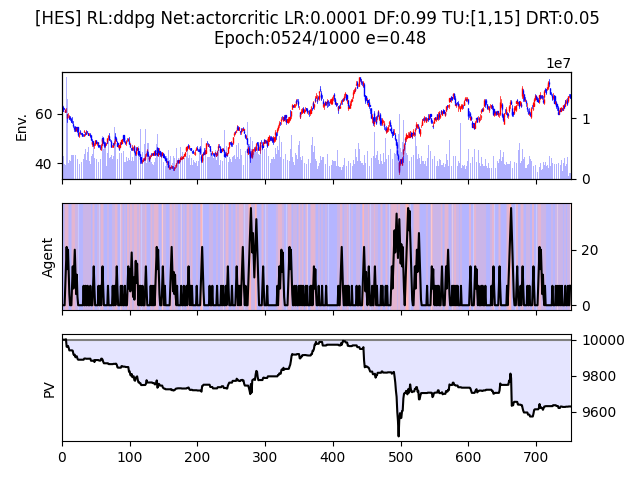 [HES] RL:ddpg Net:actorcritic LR:0.0001 DF:0.99 TU:[1,15] DRT:0.05
Epoch:0524/1000 e=0.48
1e7
Env.
60
40
1
0
Agent
20
0
PV
10000
9800
9600
0 100 200 300 400 500 600 700